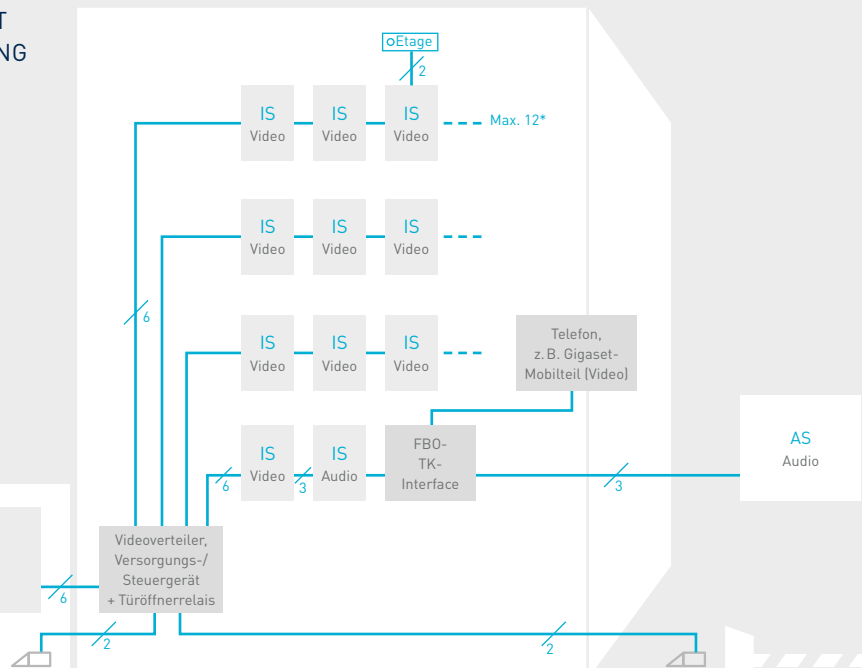 T
NG
Etage
2
IS
Video
IS
Video
IS
Video
Max. 12*
IS
Video
IS
Video
IS
Video
6
IS
Video
IS
Video
IS
Video
Telefon,
z. B. Gigaset-
Mobilteil (Video)
IS
Video
IS
Audio
FBO-
TK-
Interface
AS
Audio
6
3
3
Videoverteiler,
Versorgungs-/
Steuergerät
+ Türöffnerrelais
6
2
2